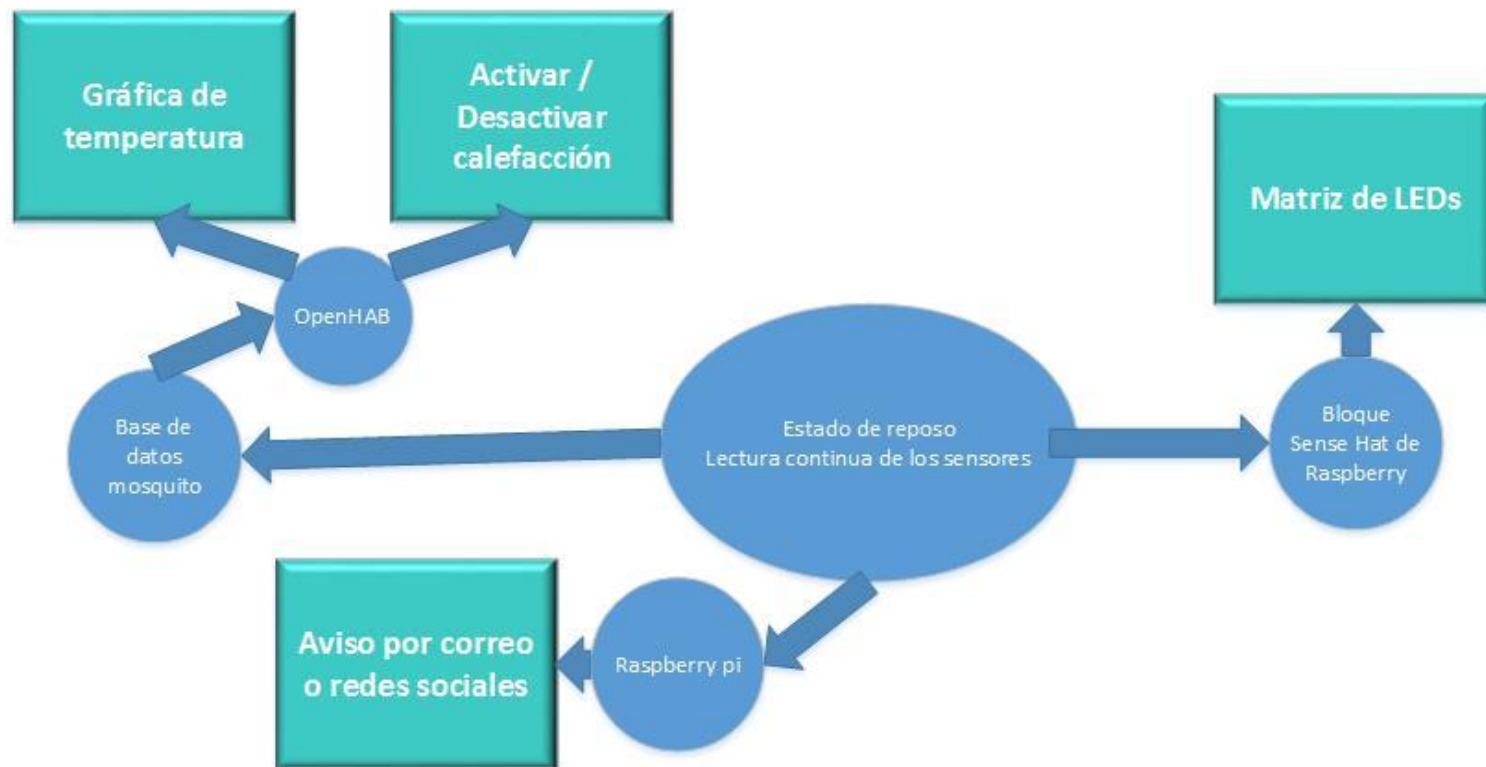 Gráfica de
temperatura
Activar /
Desactivar
calefacción
Matriz de LEDs
OpenHAB
Base de
datos
mosquito
Estado de reposo
Lectura continua de los sensores
Bloque
Sense Hat de
Raspberry
Aviso por correo
o redes sociales
Raspberry pi